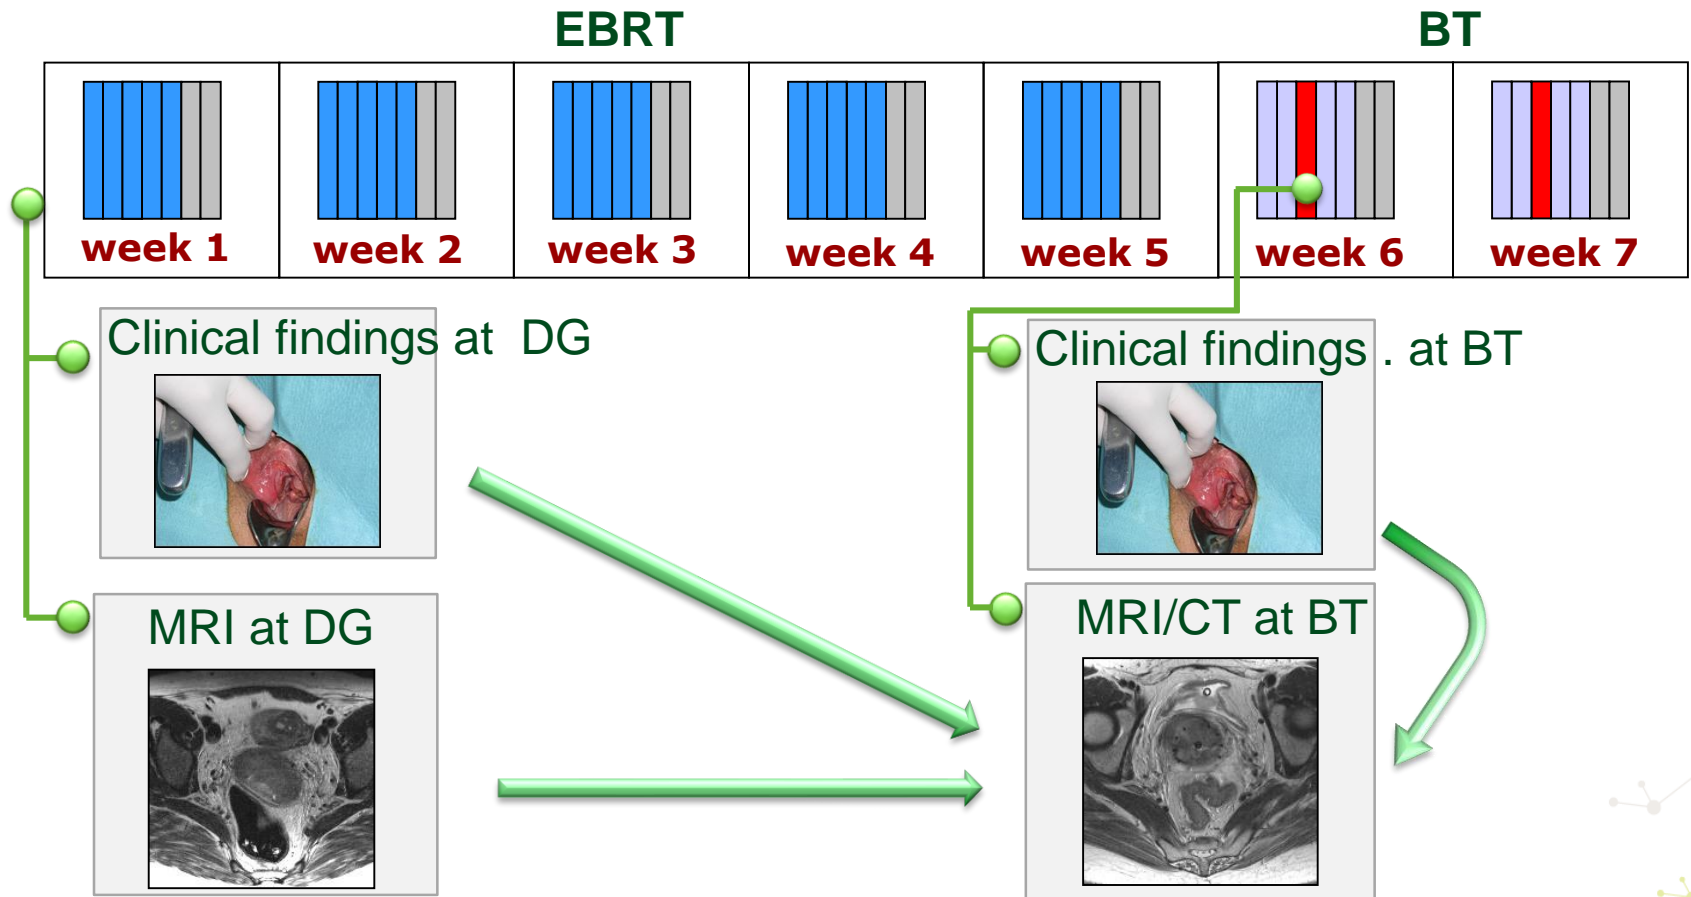 EBRT BT
week 1 week 2 week 3 week 4 week 5 week 6 week 7
Clinical findings at DG
Clinical findings . at BT
MRI at DG
MRI/CT at BT